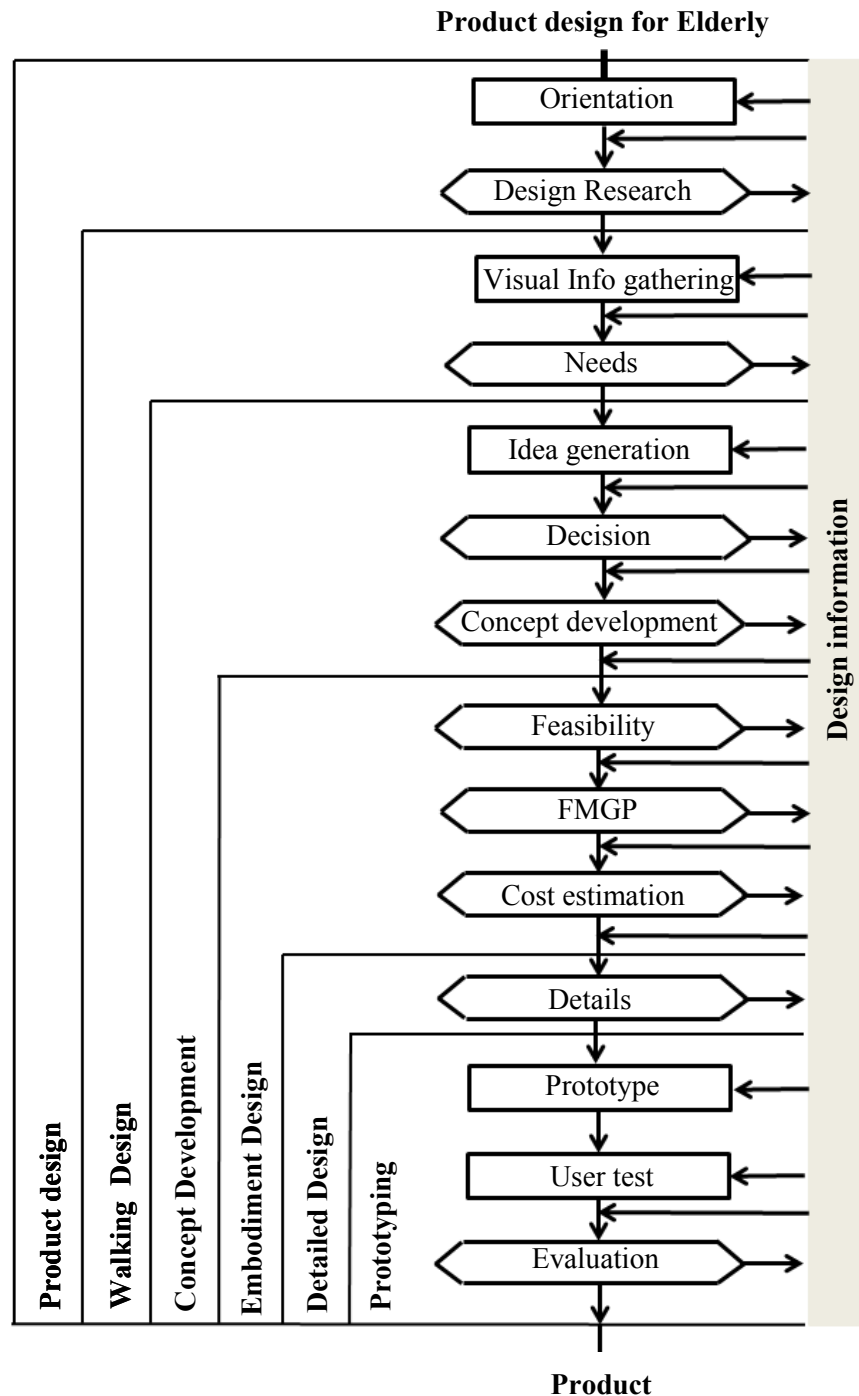 Product design for Elderly
Orientation
Design Research
Visual Info gathering
Needs
Idea generation
Decision
Concept development
Feasibility
FMGP
Cost estimation
Details
Prototype
User test
Evaluation
Product design
Walking Design
Concept Development
Embodiment Design
Detailed Design
Prototyping
Design information
Product